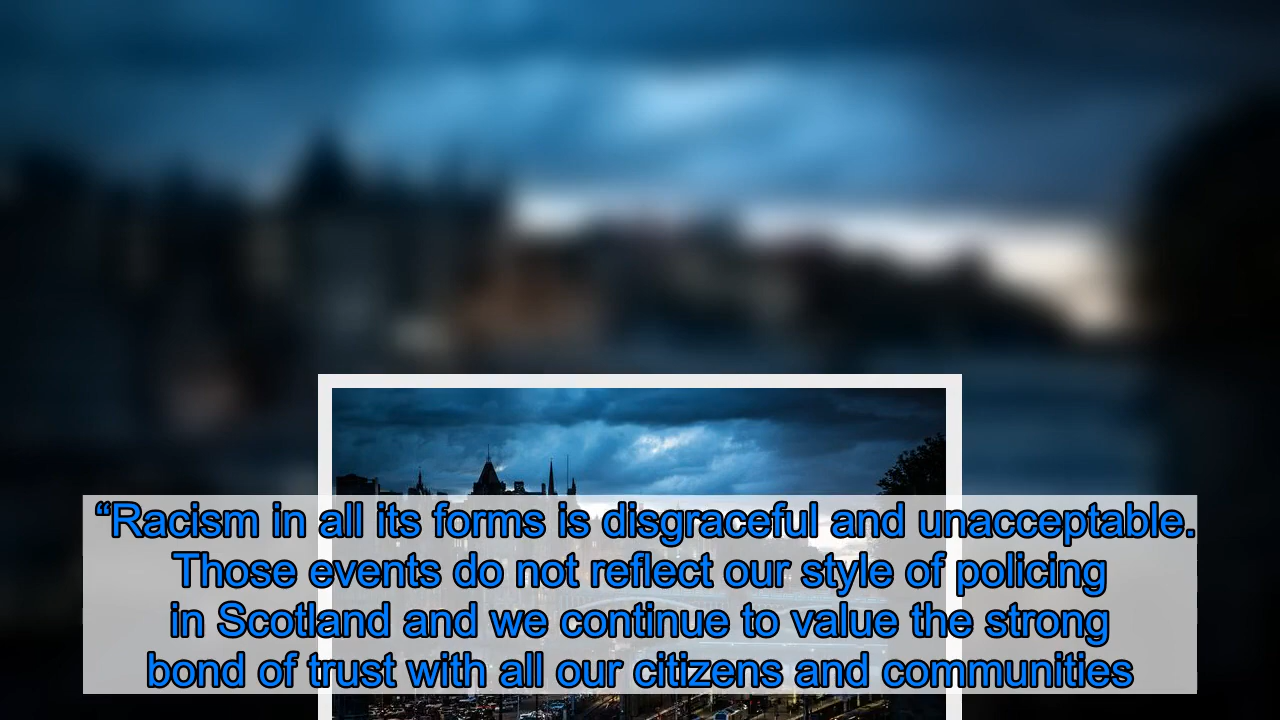 “Racism in all its forms is disgraceful and unacceptable.
Those events do not reflect our style of policing
in Scotland and we continue to value the strong
bond of trust with all our citizens and communities